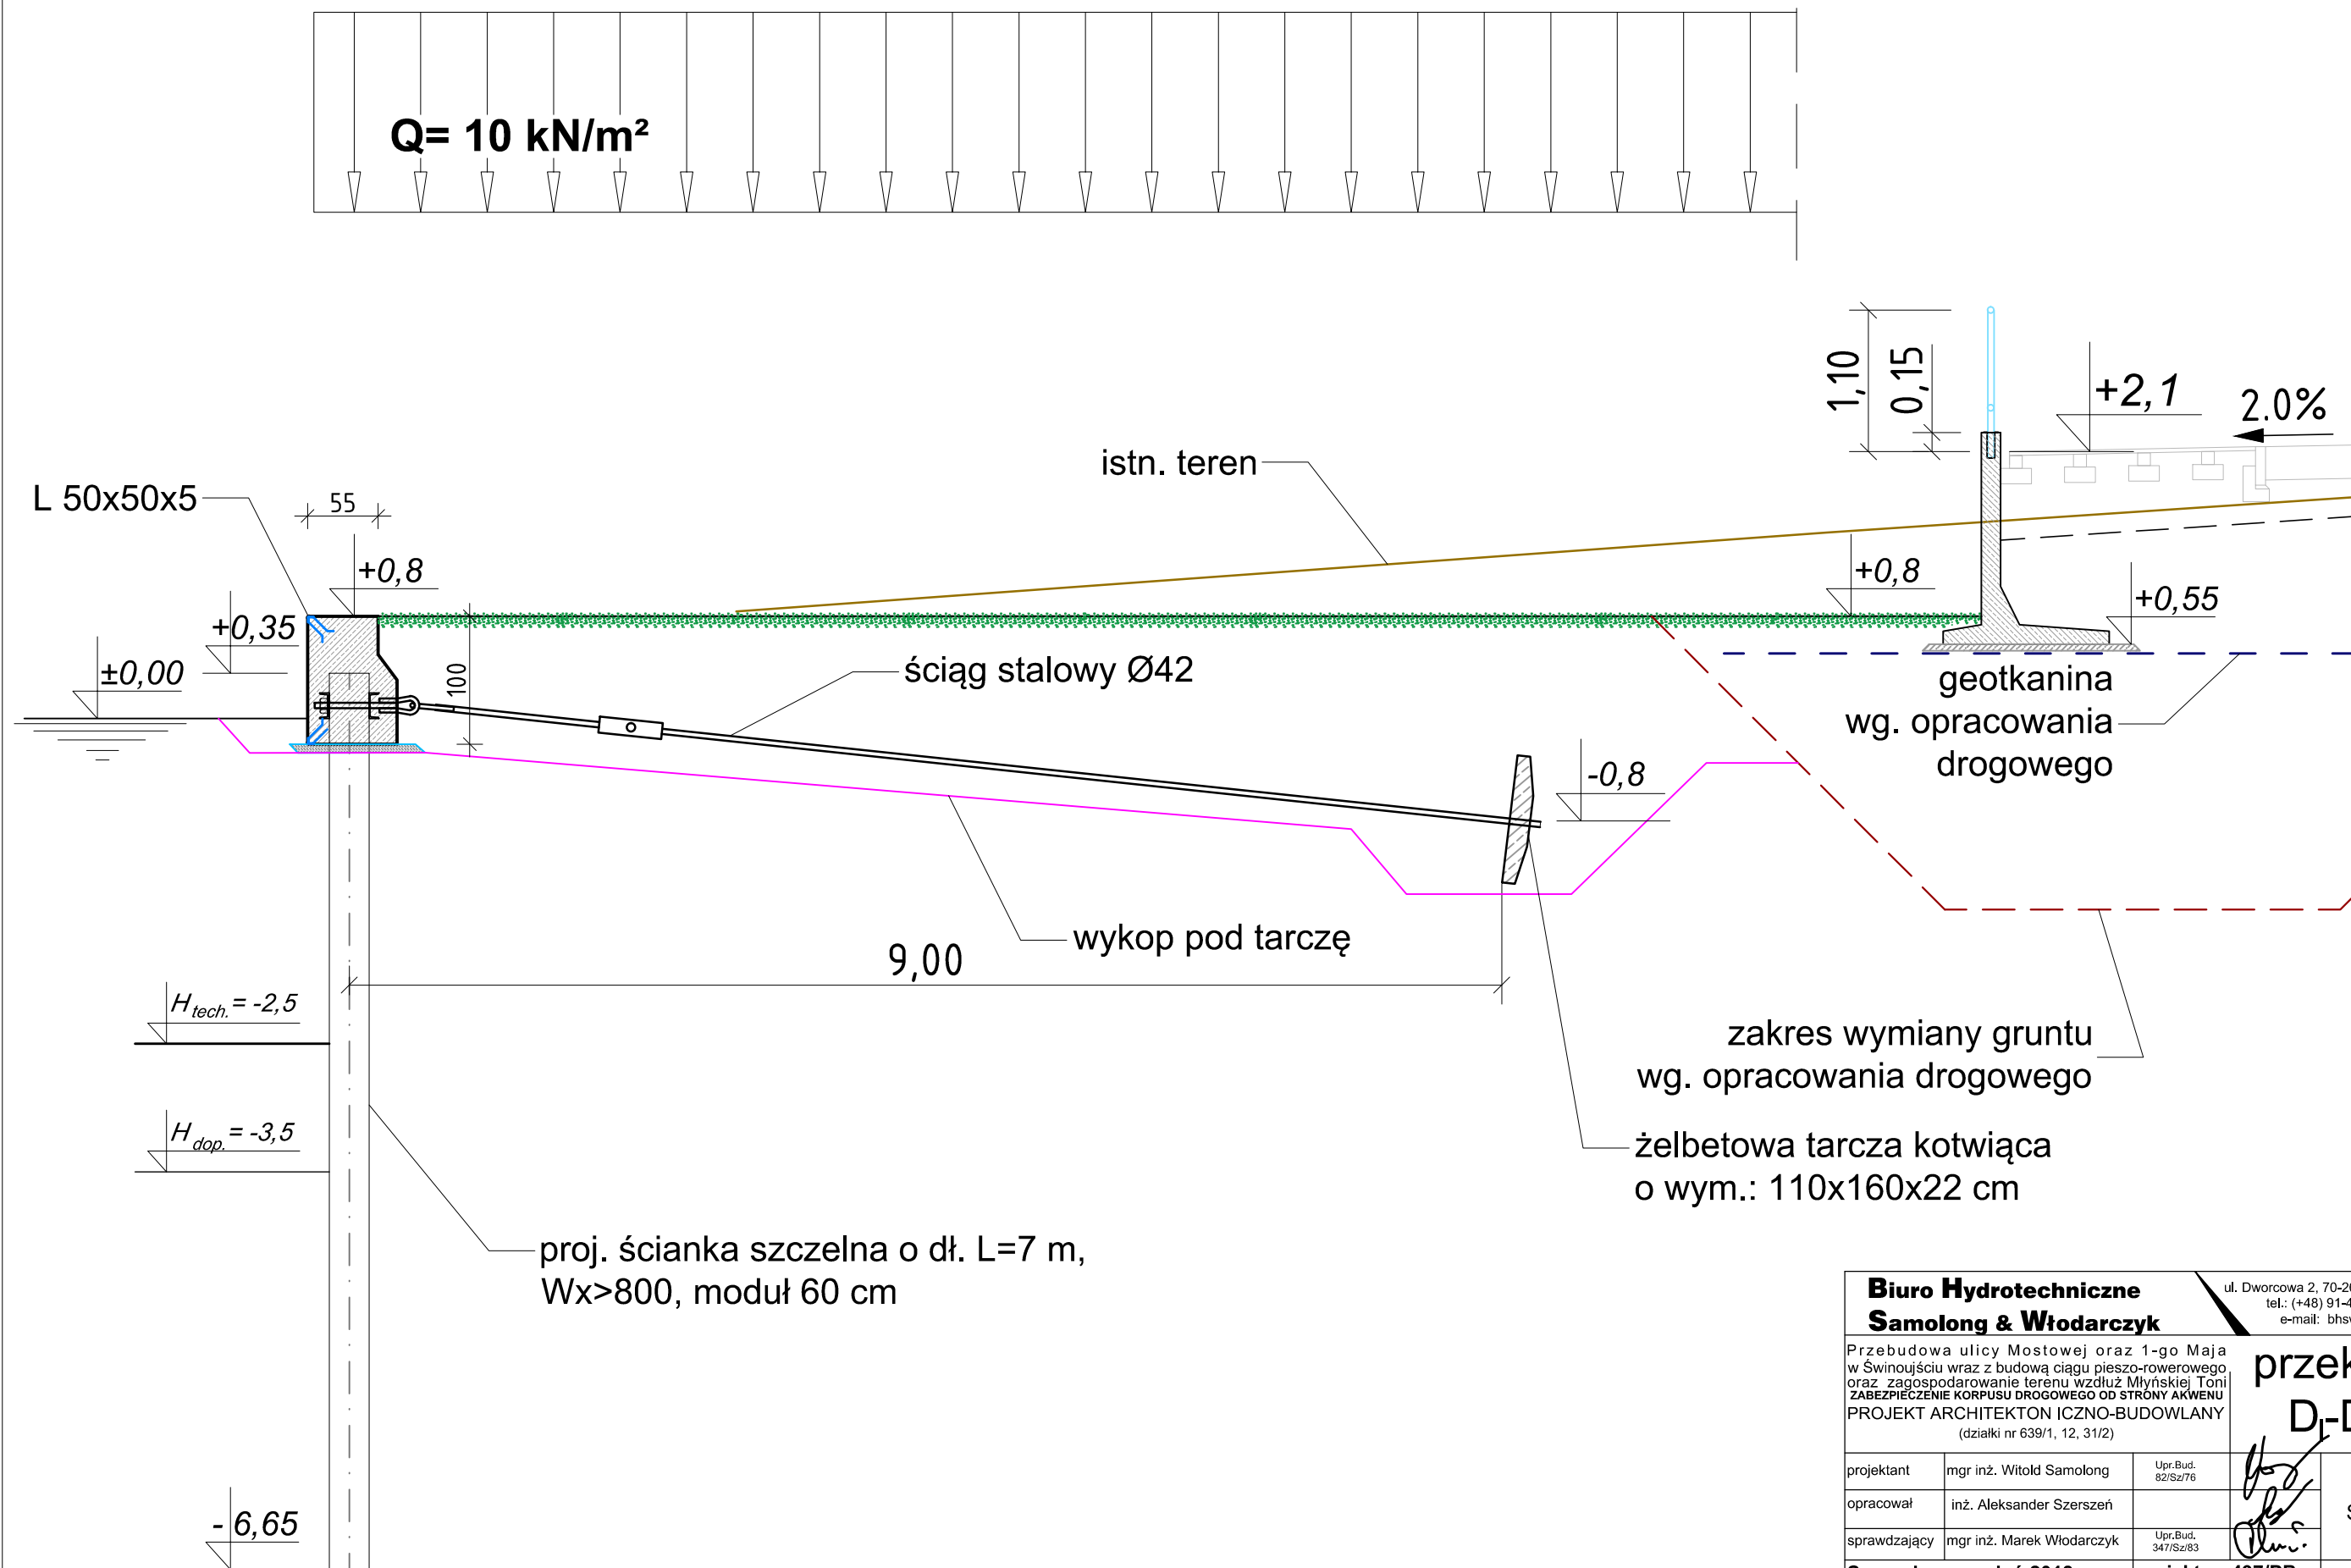 Q= 10 kN/m²
1,10
0,15
+2,1
2.0%
istn. teren
L 50x50x5
55
+0,8
+0,8
+0,35
+0,55
±0,00
100
ściąg stalowy Ø42
geotkanina
wg. opracowania
drogowego
-0,8
wykop pod tarczę
9,00
Htech. = -2,5
zakres wymiany gruntu
wg. opracowania drogowego
Hdop. = -3,5
żelbetowa tarcza kotwiąca
o wym.: 110x160x22 cm
proj. ścianka szczelna o dł. L=7 m,
Wx>800, moduł 60 cm
- 6,65
Biuro Hydrotechniczne
Samolong & Włodarczyk
ul. Dworcowa 2, 70-2
tel.: (+48) 91-4
e-mail: bhs
Przebudowa ulicy Mostowej oraz 1-go Maja
w Świnoujściu wraz z budową ciągu pieszo-rowerowego
oraz zagospodarowanie terenu wzdłuż Młyńskiej Toni
ZABEZPIECZENIE KORPUSU DROGOWEGO OD STRONY AKWENU
PROJEKT ARCHITEKTON ICZNO-BUDOWLANY
(działki nr 639/1, 12, 31/2)
projektant mgr inż. Witold Samolong Upr.Bud. 82/Sz/76
opracował inż. Aleksander Szerszeń
sprawdzający mgr inż. Marek Włodarczyk Upr.Bud. 347/Sz/83